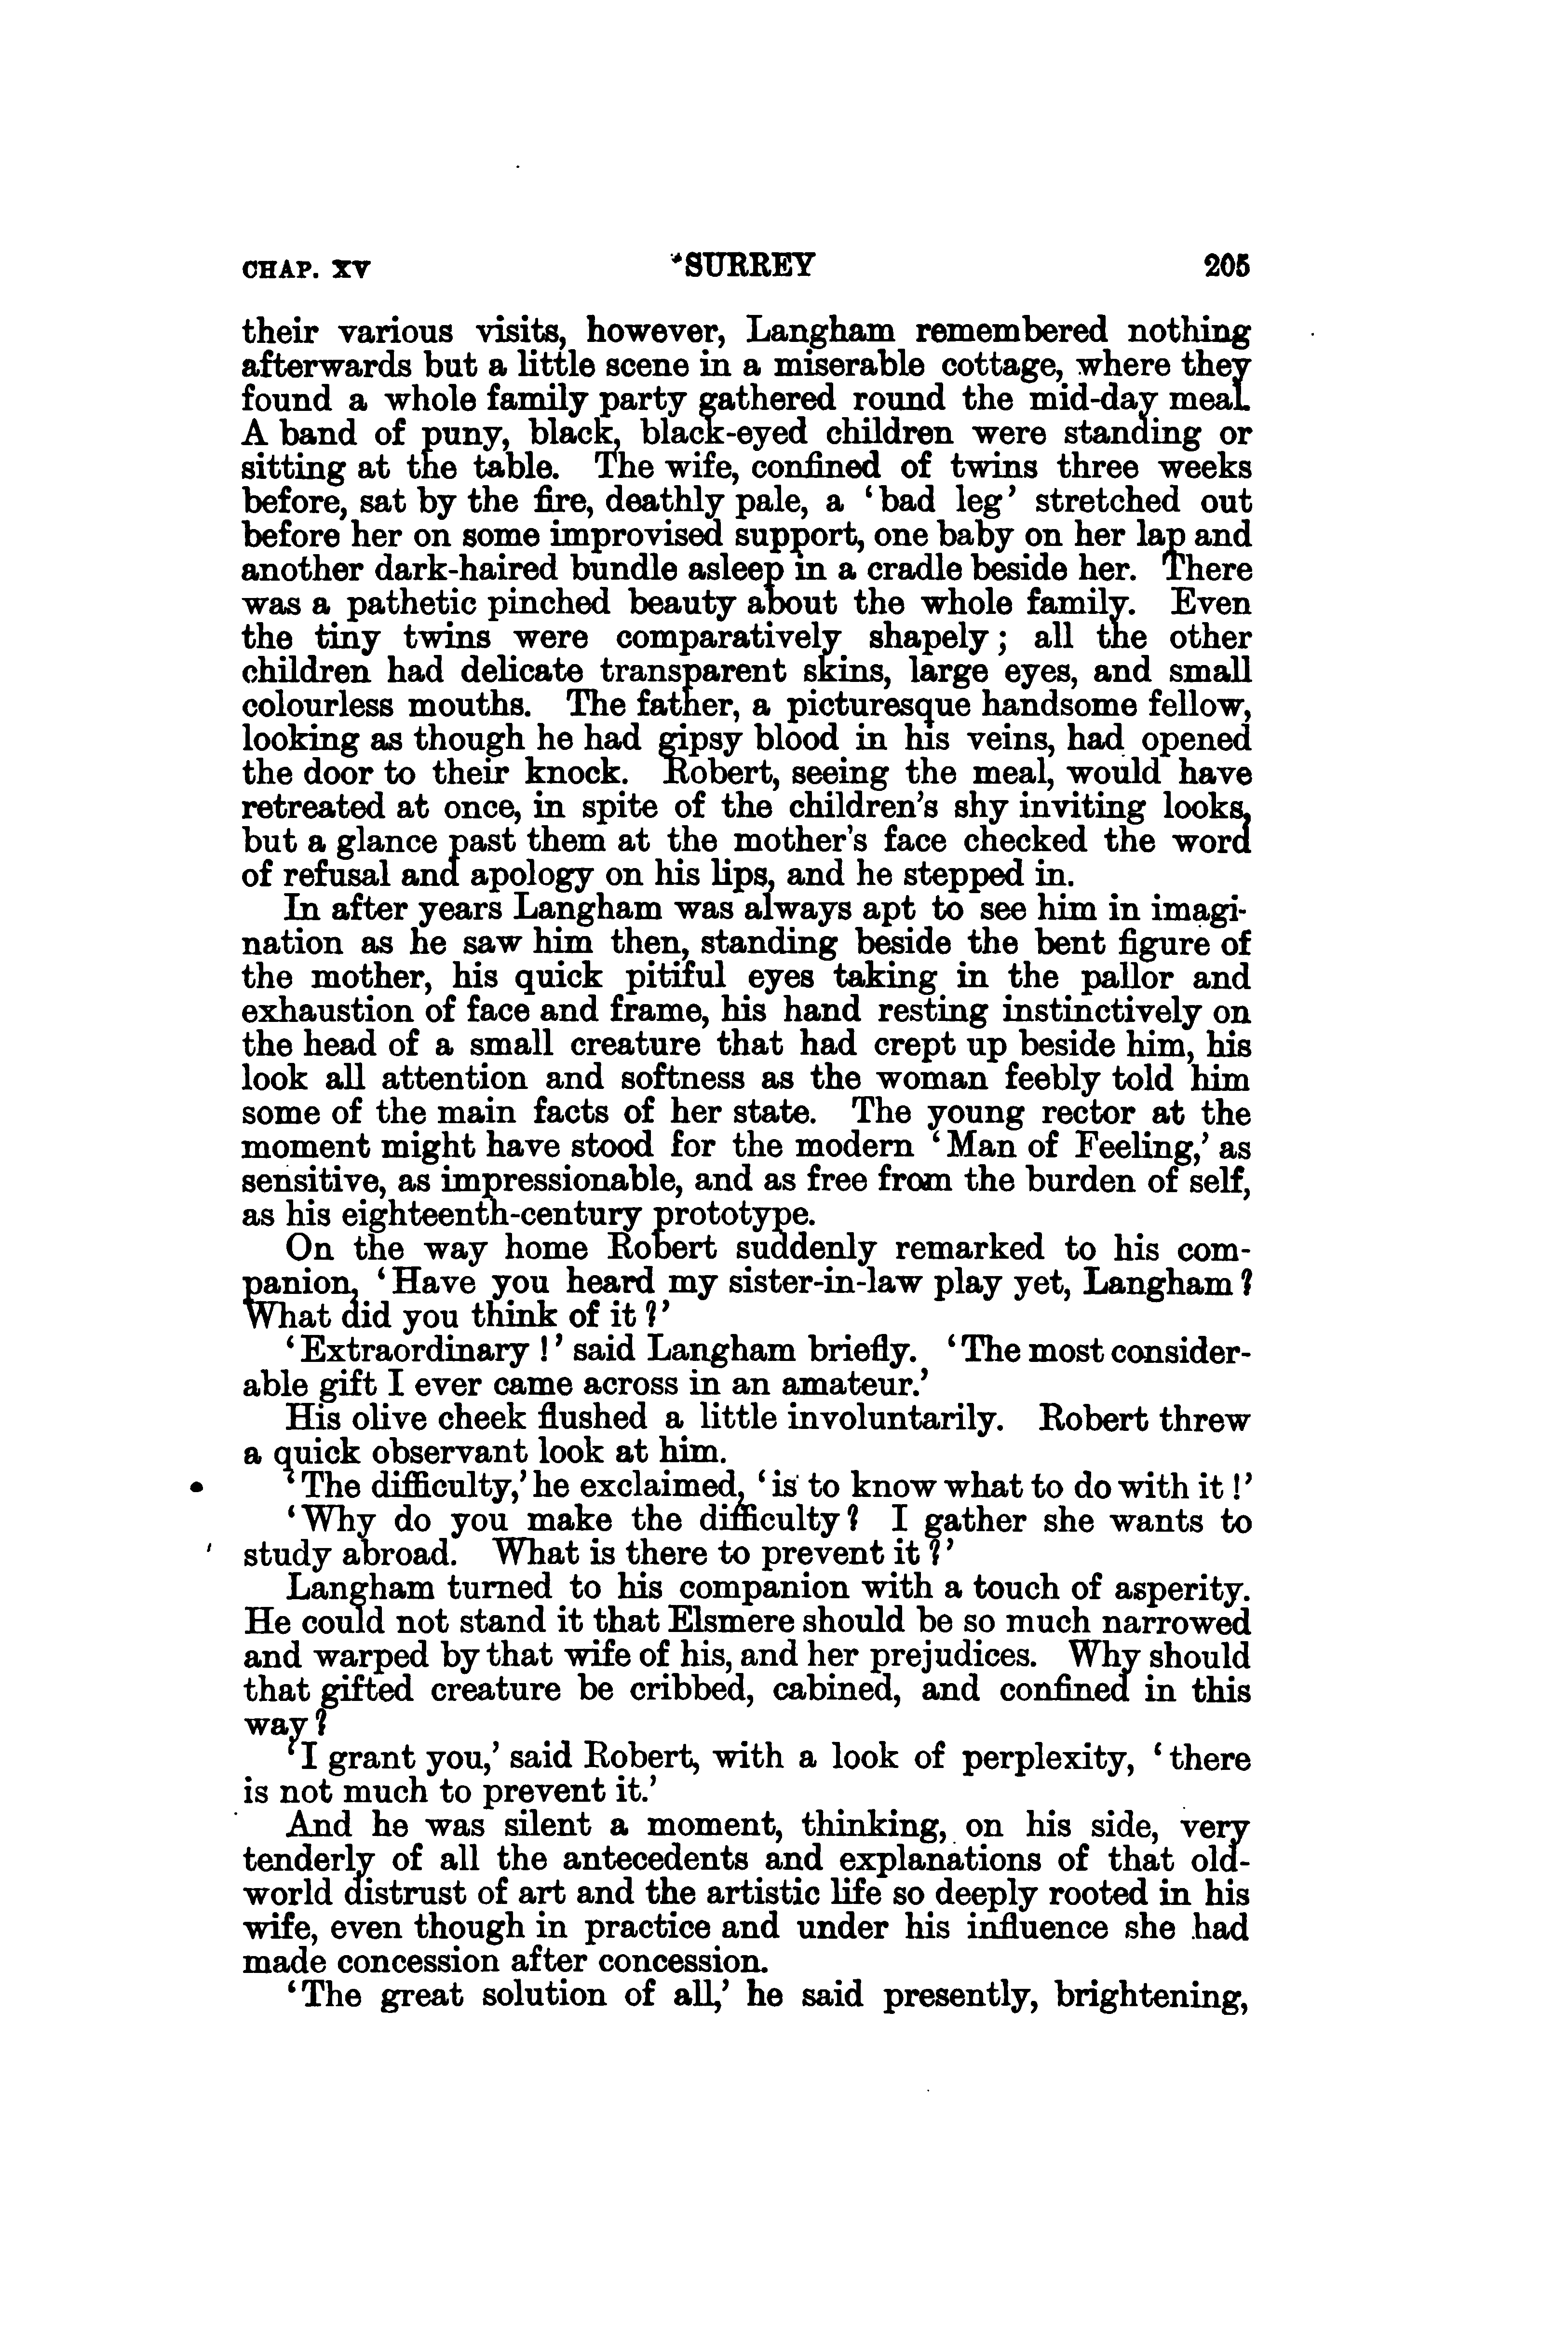 CHAP. XV SURREY 205
their various visits, however, Langham remembered nothing
afterwards but a little scene in a miserable cottage, where they
found a whole family party gathered round the mid-day meal.
A band of puny, black, black-eyed children were standing or
sitting at the table. The wife, confined of twins three weeks
before, sat by the fire, deathly pale, a ‘bad leg’ stretched out
before her on some improvised support, one baby on her lap and
another dark-haired bundle asleep in a cradle beside her. There
was a pathetic pinched beauty about the whole family. Even
the tiny twins were comparatively shapely; all the other
children had delicate transparent skins, large eyes, and small
colourless mouths. The father, a picturesque handsome fellow,
looking as though he had gipsy blood in his veins, had opened
the door to their knock. Robert, seeing the meal, would have
retreated at once, in spite of the children’s shy inviting looks,
but a glance past them at the mother’s face checked the word
of refusal and apology on his lips, and he stepped in.
In after years Langham was always apt to see him in imagi-
nation as he saw him then, standing beside the bent figure of
the mother, his quick pitiful eyes taking in the pallor and
exhaustion of face and frame, his hand resting instinctively on
the head of a small creature that had crept up beside him, his
look all attention and softness as the woman feebly told him
some of the main facts of her state. The young rector at the
moment might have stood for the modern ‘Man of Feeling,’ as
sensitive, as impressionable, and as free from the burden of self,
as his eighteenth-century prototype.
On the way home Robert suddenly remarked to his com-
panion, ‘Have you heard my sister-in-law play yet, Langham?
What did you think of it?’
‘Extraordinary!’ said Langham briefly. ‘The most consider-
able gift I ever came across in an amateur.’
His olive cheek flushed a little involuntarily. Robert threw
a quick observant look at him.
‘The difficulty,’ he exclaimed, ‘is to know what to do with it!’
‘Why do you make the difficulty? I gather she wants to
study abroad. What is there to prevent it?’
Langham turned to his companion with a touch of asperity.
He could not stand it that Elsmere should be so much narrowed
and warped by that wife of his, and her prejudices. Why should
that gifted creature be cribbed, cabined, and confined in this
way?
‘I grant you,’ said Robert, with a look of perplexity, ‘there
is not much to prevent it.’
And he was silent a moment, thinking, on his side, very
tenderly of all the antecedents and explanations of that old-
world distrust of art and the artistic life so deeply rooted in his
wife, even though in practice and under his influence she had
made concession after concession.
‘The great solution of all,’ he said presently, brightening,